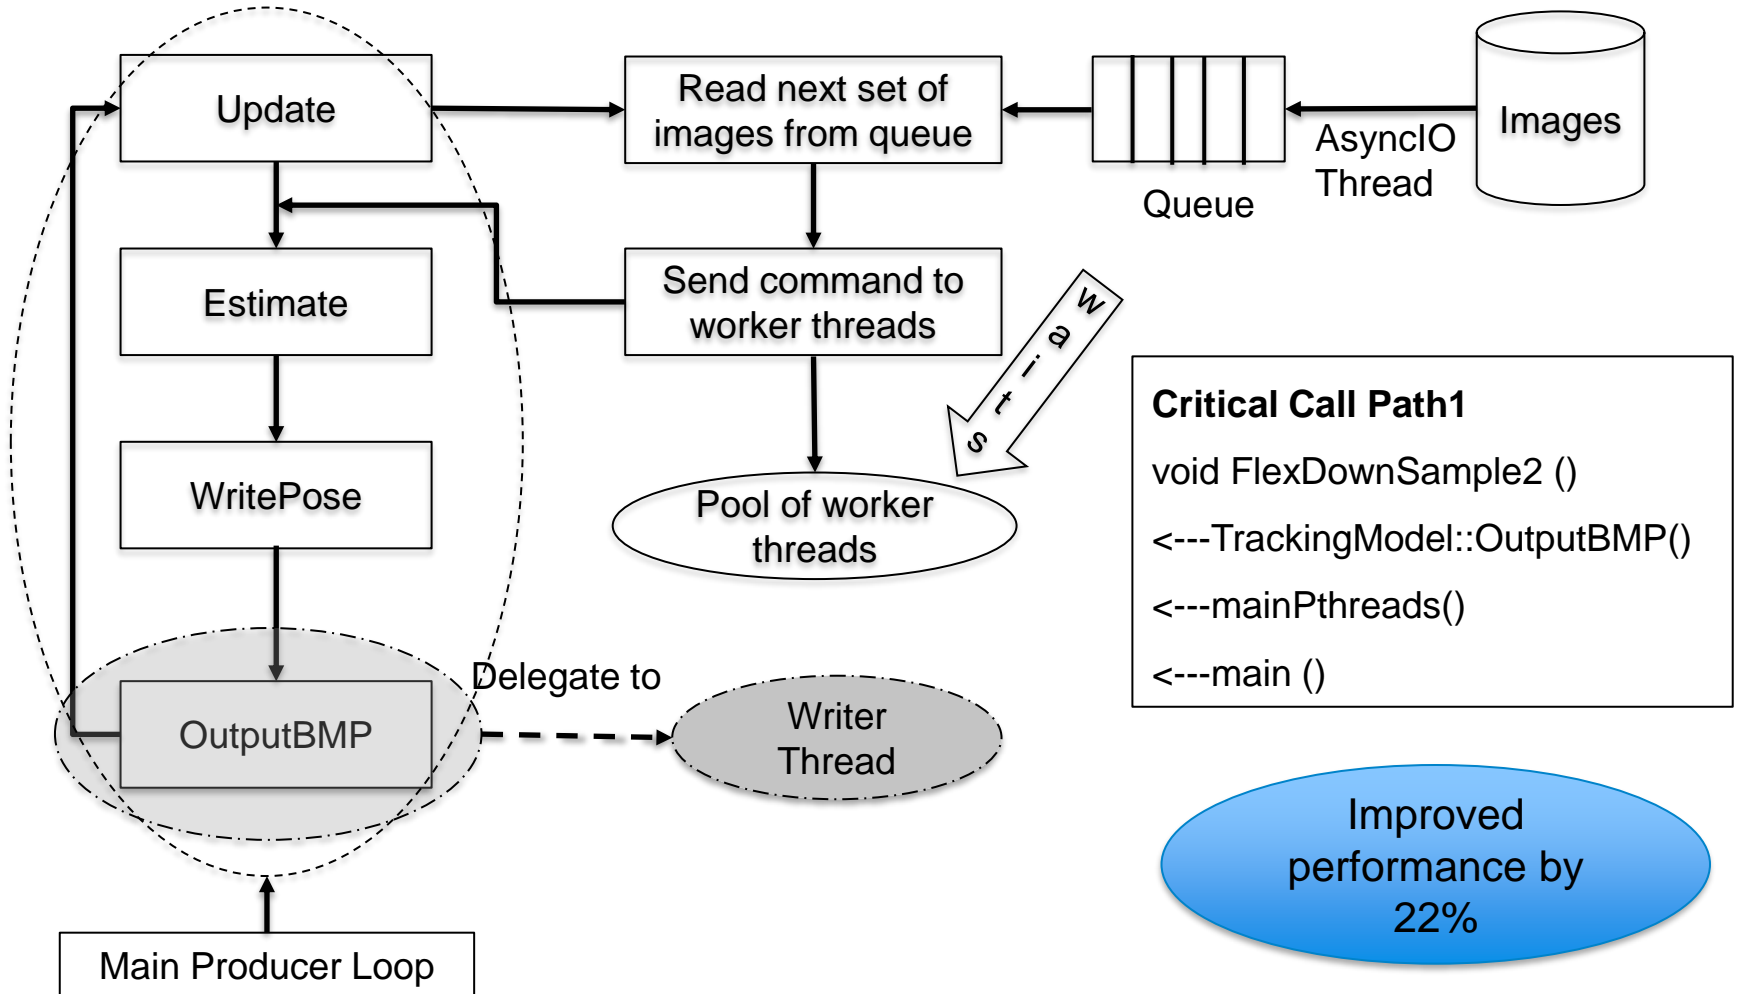 Update
Read next set of
images from queue
Queue
AsyncIO
Thread
Images
Estimate
Send command to
worker threads
waits
WritePose
Pool of worker
threads
Critical Call Path1
void FlexDownSample2 ()
<---TrackingModel::OutputBMP()
<---mainPthreads()
<---main ()
OutputBMP
Delegate to
Writer
Thread
Improved
performance by
22%
Main Producer Loop